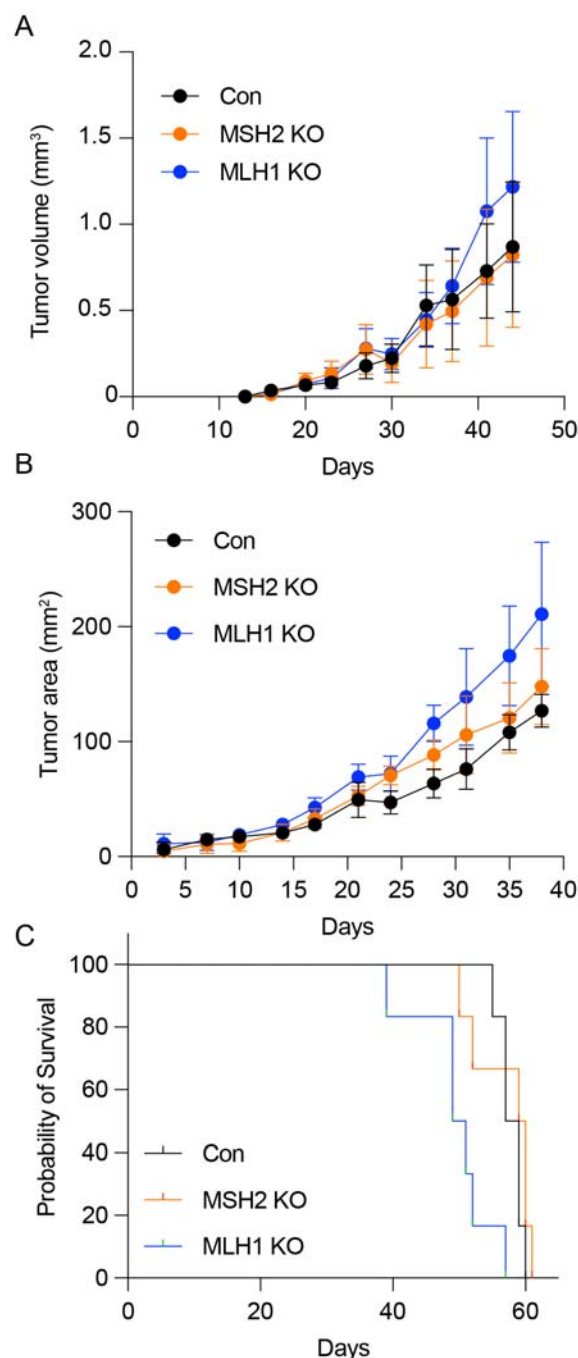 A
2.0
1.5
1.0
0.5
0
Tumor volume (mm³)
Con
MSH2 KO
MLH1 KO
0 10 20 30 40 50
Days
B
300
200
100
0
Tumor area (mm²)
Con
MSH2 KO
MLH1 KO
0 5 10 15 20 25 30 35 40
Days
C
100
80
60
40
20
0
Probability of Survival
Con
MSH2 KO
MLH1 KO
0 20 40 60
Days